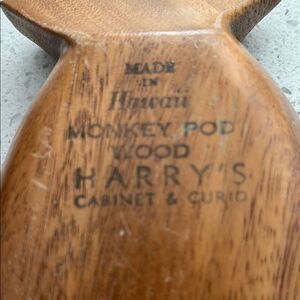 MADE
IN
Hawaii
MONKEY POD
WOOD
HARRY'S
CABINET & CURIO